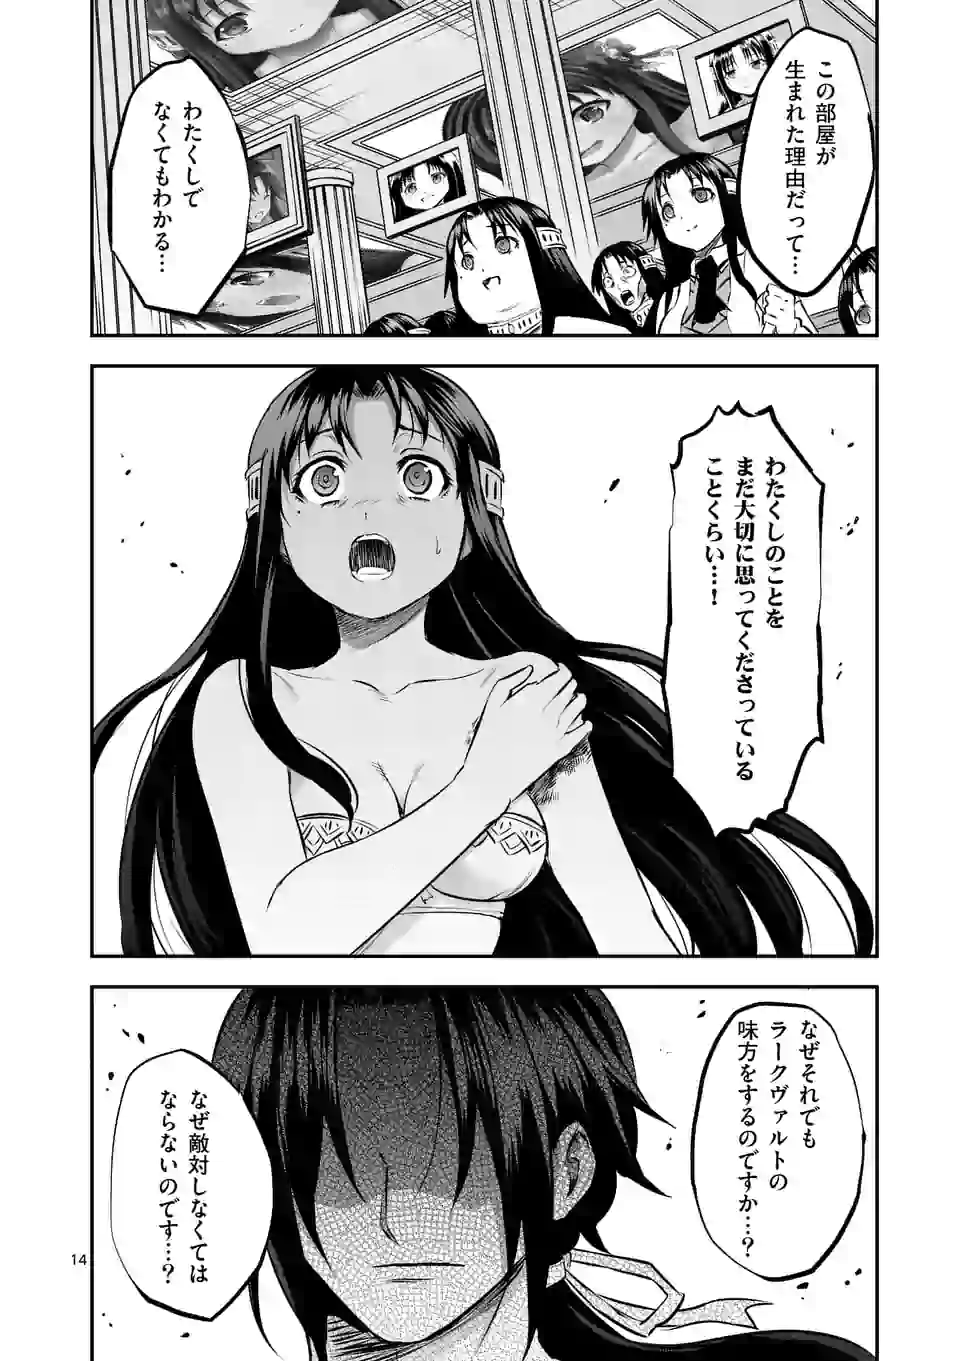 この部屋が
生まれた理由だって…
わたくしで
なくてもわかる…
わたくしのことを
まだ大切に思ってくださっている
ことくらい…！
なぜそれでも
ラークヴァルトの
味方をするのですか…？
なぜ敵対しなくては
ならないのです…？
14